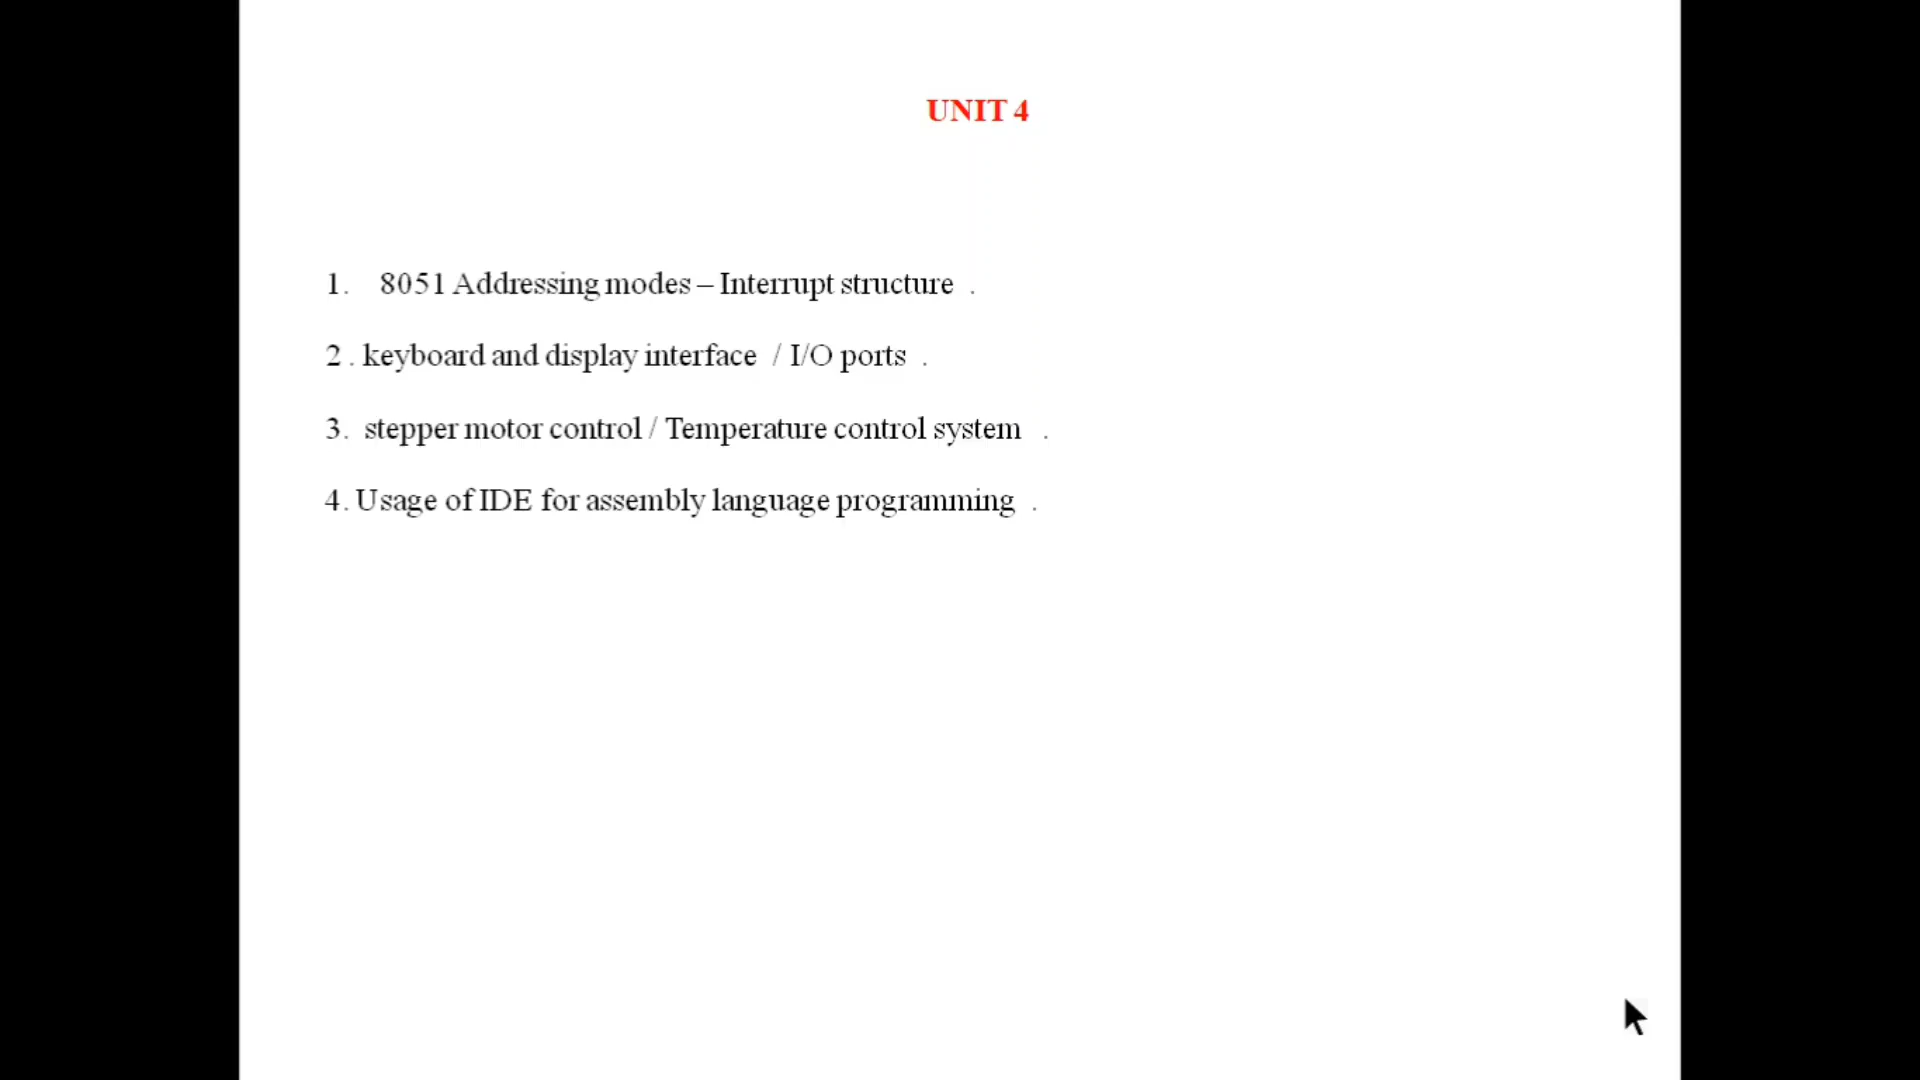 UNIT 4
1. 8051 Addressing modes – Interrupt structure .
2 . keyboard and display interface / I/O ports .
3. stepper motor control / Temperature control system .
4. Usage of IDE for assembly language programming .